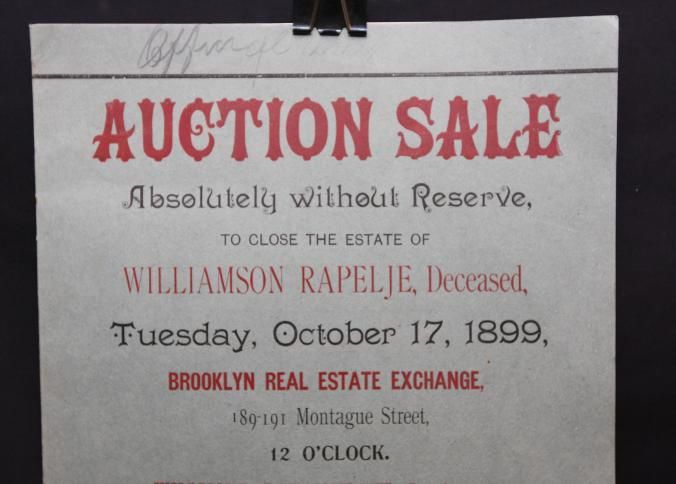 AUCTION SALE
Absolutely without Reserve,
TO CLOSE THE ESTATE OF
WILLIAMSON RAPELJE, Deceased,
Tuesday, October 17, 1899,
BROOKLYN REAL ESTATE EXCHANGE,
189-191 Montague Street,
12 O'CLOCK.